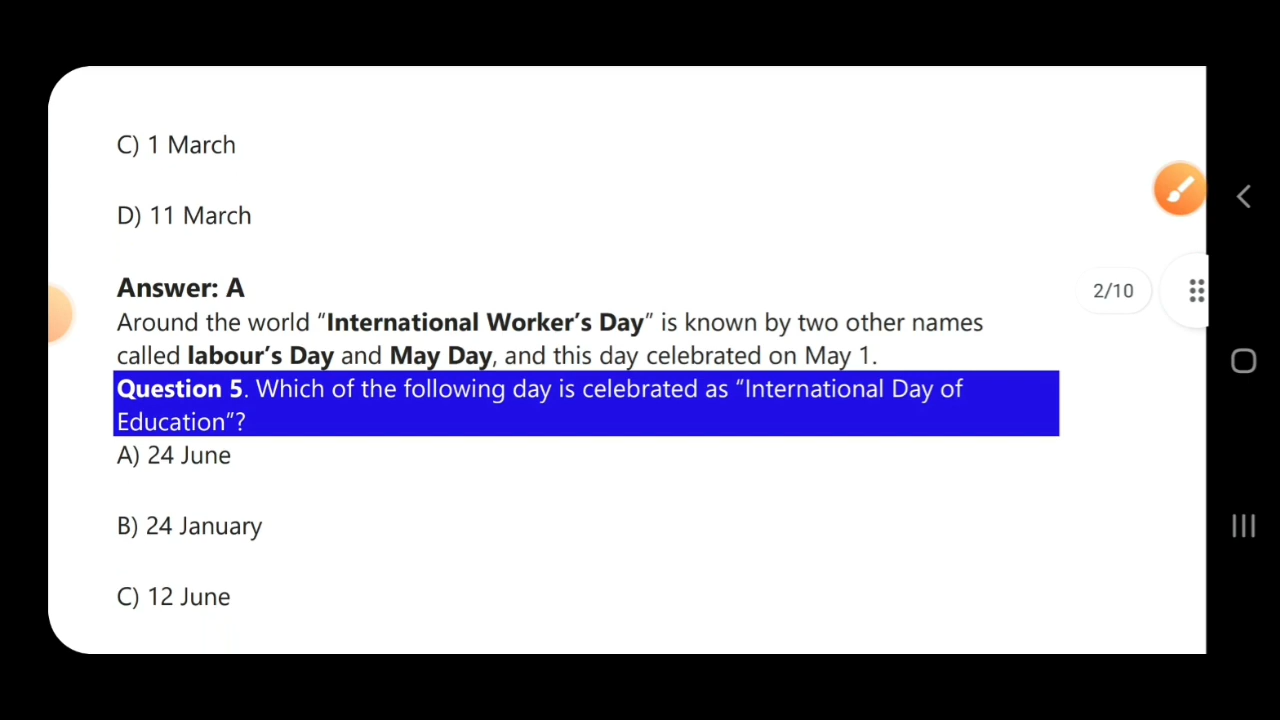 C) 1 March
D) 11 March
Answer: A
Around the world “International Worker’s Day” is known by two other names
called labour’s Day and May Day, and this day celebrated on May 1.
2/10
Question 5. Which of the following day is celebrated as “International Day of
Education”?
A) 24 June
B) 24 January
C) 12 June